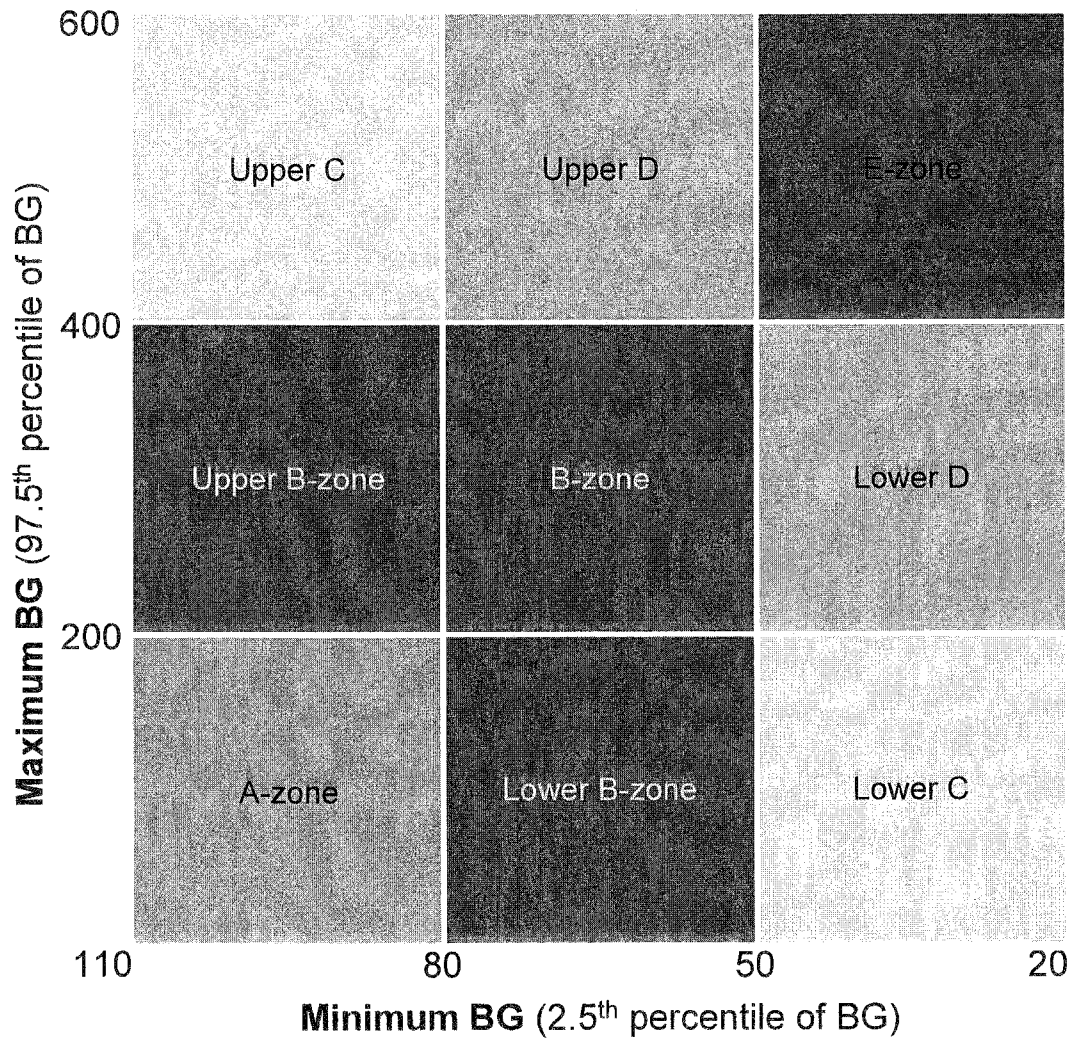 600
Upper C
Upper D
E-zone
400
Upper B-zone
B-zone
Lower D
200
A-zone
Lower B-zone
Lower C
110
80
50
20
Maximum BG (97.5th percentile of BG)
Minimum BG (2.5th percentile of BG)